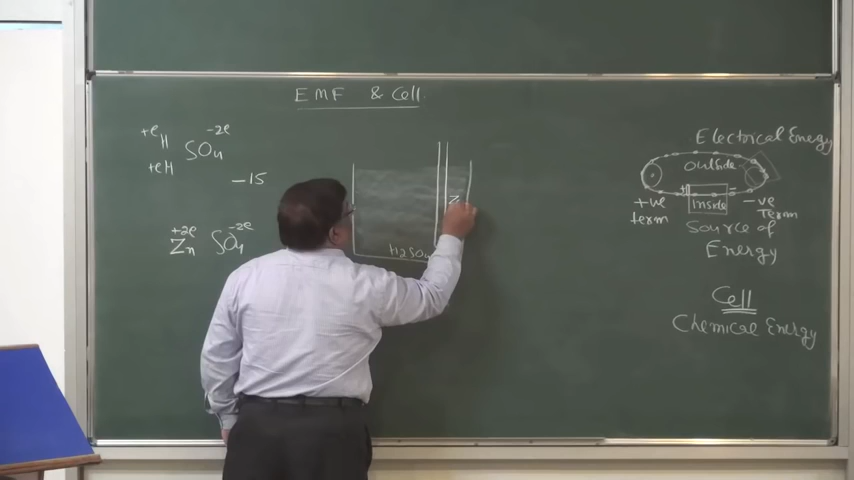 EMF & Cell
+e H SO4 -2e
+e H
-15
+2e Zn SO4 -2e
Z
H2SO4
Electrical Energy
outside
+ inside -
+ve term
-ve Term
Source of
Energy
Cell
Chemical Energy